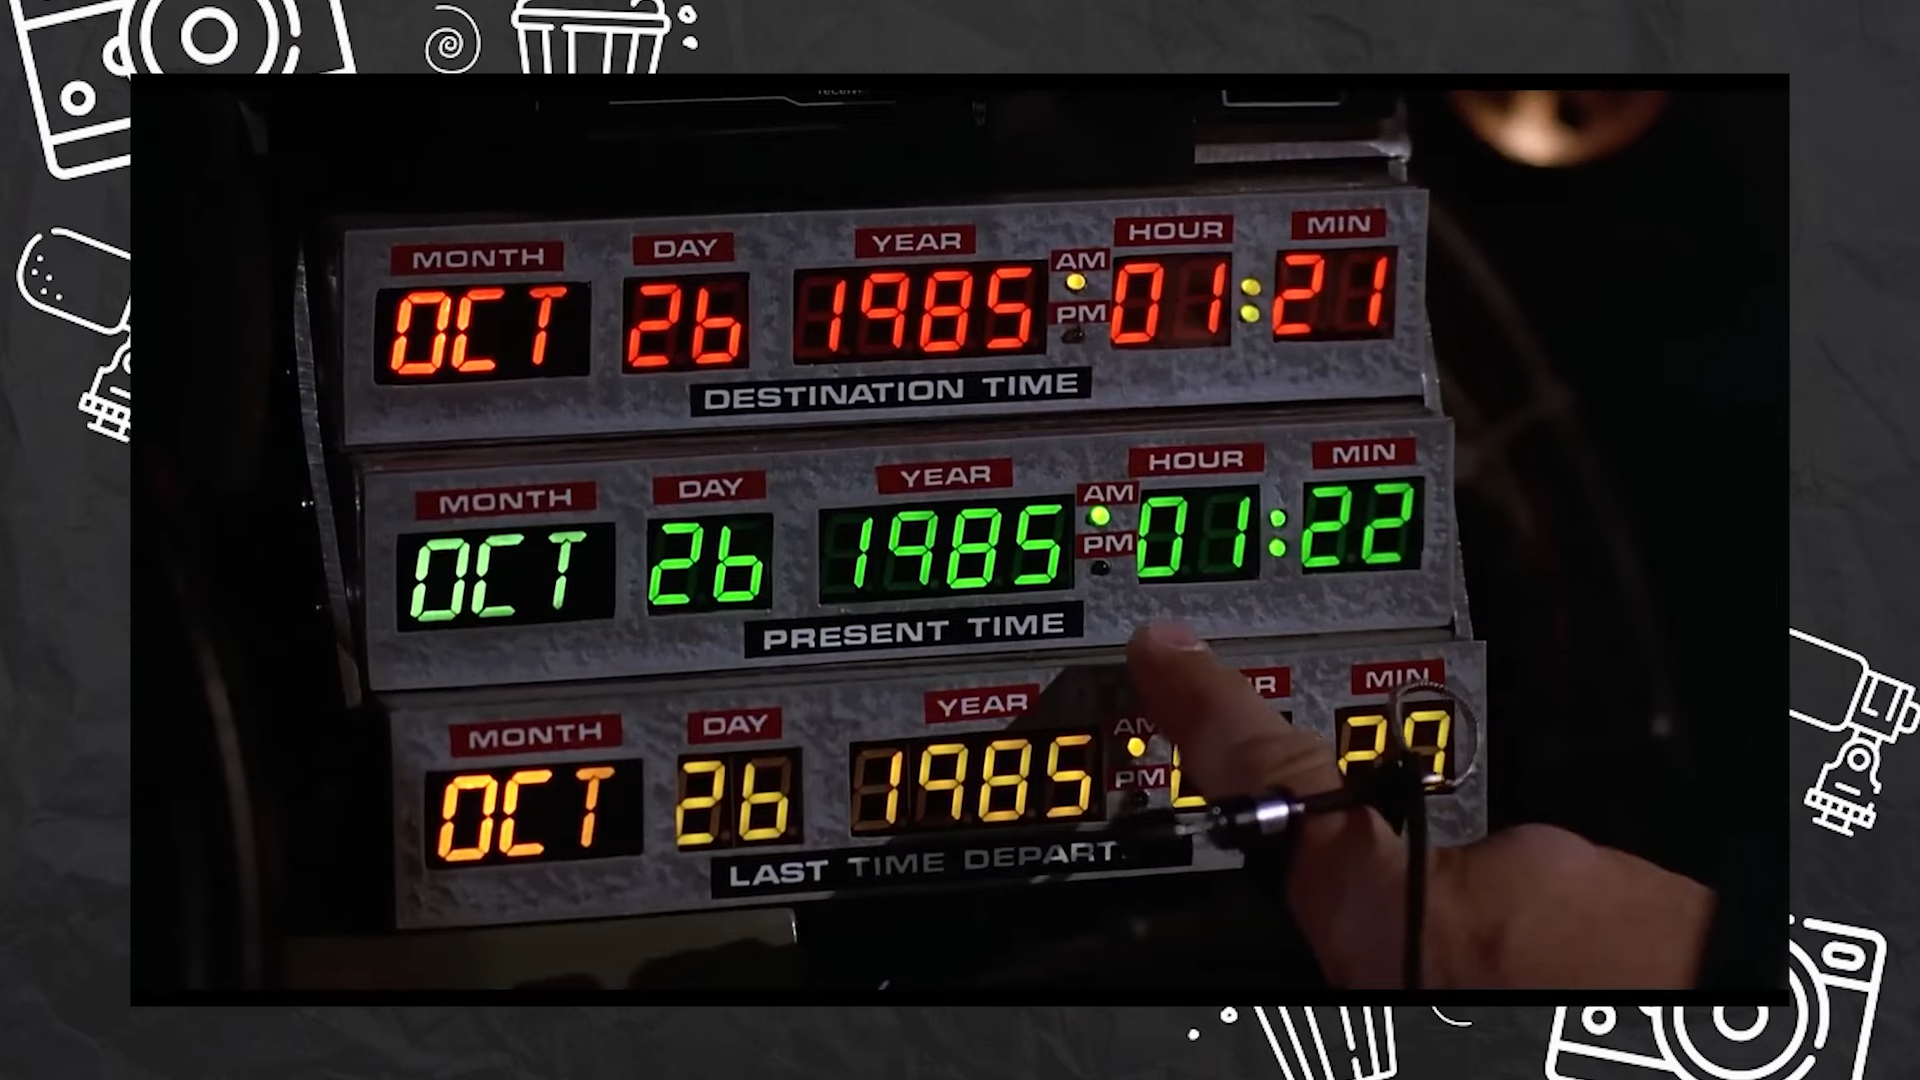 MONTH DAY YEAR AM PM HOUR MIN
OCT 26 1985 01:21
DESTINATION TIME
MONTH DAY YEAR AM PM HOUR MIN
OCT 26 1985 01:22
PRESENT TIME
MONTH DAY YEAR AM PM MIN
OCT 26 1985
LAST TIME DEPART